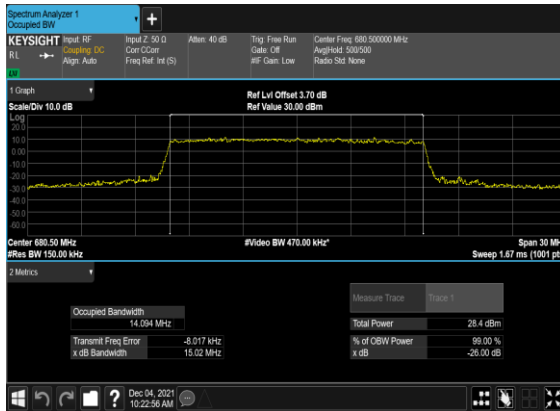 Spectrum Analyzer 1
Occupied BW
+
KEYSIGHT
RL
LXI
Input: RF
Coupling: DC
Align: Auto
Input Z: 50 Ω
Corr CCorr
Freq Ref: Int (S)
Atten: 40 dB
Trig: Free Run
Gate: Off
#IF Gain: Low
Center Freq: 680.500000 MHz
Avg|Hold: 500/500
Radio Std: None
1 Graph
Scale/Div 10.0 dB
Ref Lvl Offset 3.70 dB
Ref Value 30.00 dBm
Log
20.0
10.0
0.00
-10.0
-20.0
-30.0
-40.0
-50.0
-60.0
Center 680.50 MHz
#Res BW 150.00 kHz
#Video BW 470.00 kHz*
Span 30 MH
Sweep 1.67 ms (1001 pt
2 Metrics
Measure Trace Trace 1
Occupied Bandwidth
14.094 MHz
Total Power 28.4 dBm
Transmit Freq Error -8.017 kHz
% of OBW Power 99.00 %
x dB Bandwidth 15.02 MHz
x dB -26.00 dB
?
Dec 04, 2021
10:22:56 AM